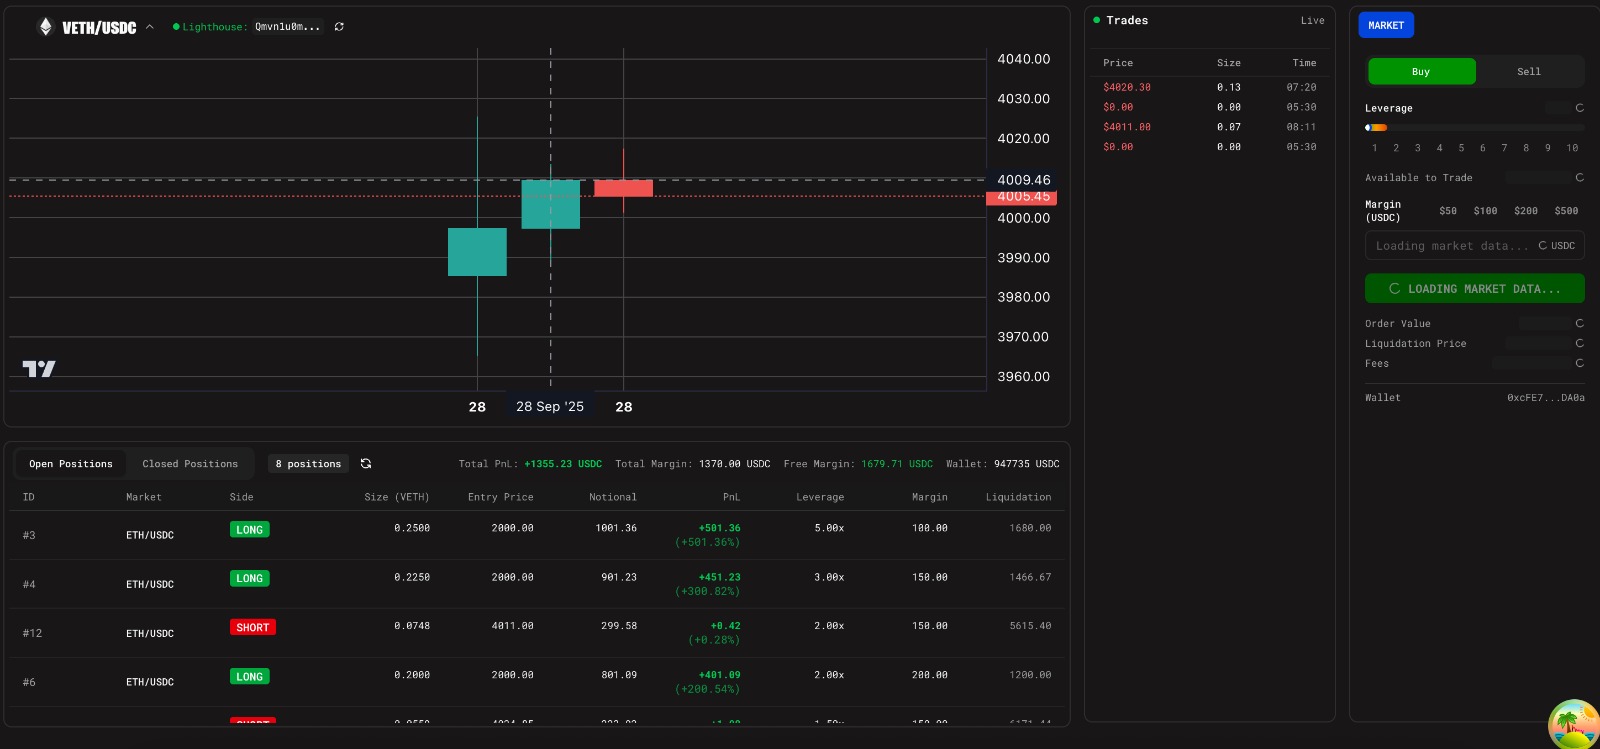 VETH/USDC
Lighthouse: Qmvn1u0m...
4040.00
4030.00
4020.00
4009.46
4005.45
4000.00
3990.00
3980.00
3970.00
3960.00
28 28 Sep '25 28
Trades Live
Price Size Time
$4020.30 0.13 07:20
$0.00 0.00 05:30
$4011.00 0.07 08:11
$0.00 0.00 05:30
MARKET
Buy Sell
Leverage
1 2 3 4 5 6 7 8 9 10
Available to Trade
Margin (USDC) $50 $100 $200 $500
Loading market data... USDC
LOADING MARKET DATA...
Order Value
Liquidation Price
Fees
Wallet 0xcFE7...DA0a
Open Positions Closed Positions 8 positions Total PnL: +1355.23 USDC Total Margin: 1370.00 USDC Free Margin: 1679.71 USDC Wallet: 947735 USDC
ID Market Side Size (VETH) Entry Price Notional PnL Leverage Margin Liquidation
#3 ETH/USDC LONG 0.2500 2000.00 1001.36 +501.36 (+501.36%) 5.00x 100.00 1680.00
#4 ETH/USDC LONG 0.2250 2000.00 901.23 +451.23 (+300.82%) 3.00x 150.00 1466.67
#12 ETH/USDC SHORT 0.0748 4011.00 299.58 +0.42 (+0.28%) 2.00x 150.00 5615.40
#6 ETH/USDC LONG 0.2000 2000.00 801.09 +401.09 (+200.54%) 2.00x 200.00 1200.00
SHORT